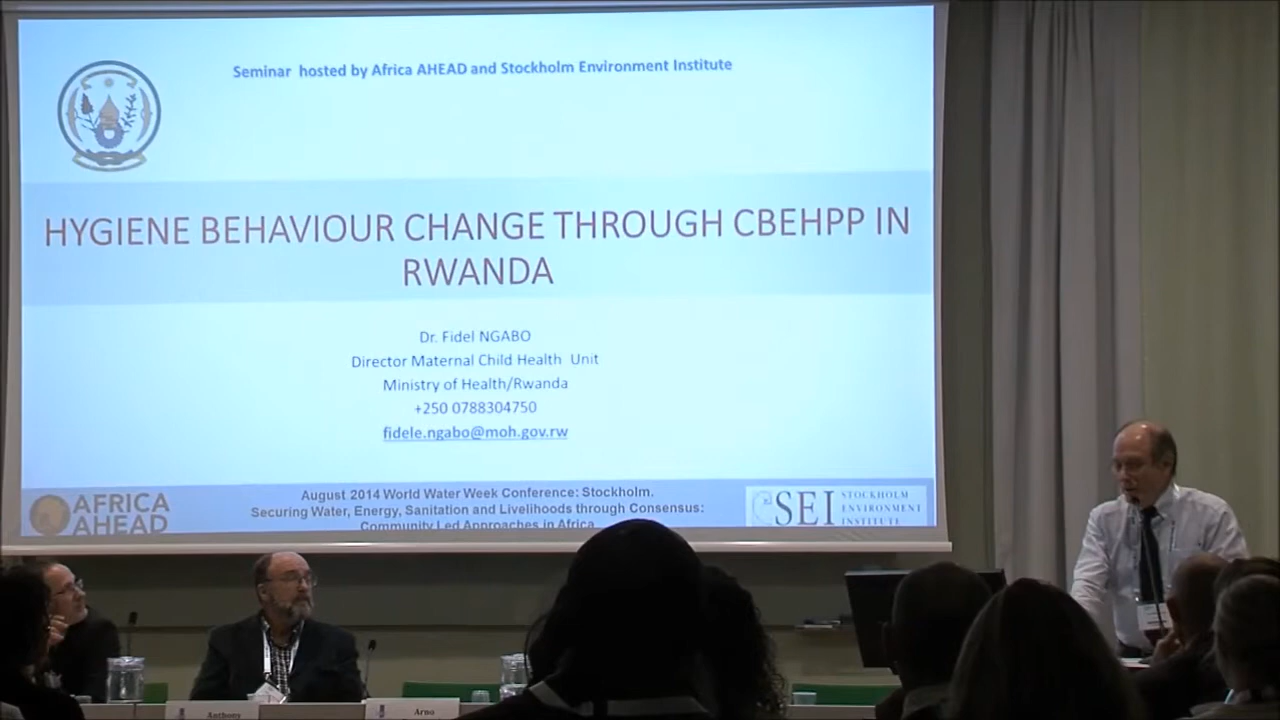 Seminar hosted by Africa AHEAD and Stockholm Environment Institute
HYGIENE BEHAVIOUR CHANGE THROUGH CBEHPP IN
RWANDA
Dr. Fidel NGABO
Director Maternal Child Health Unit
Ministry of Health/Rwanda
+250 0788304750
fidele.ngabo@moh.gov.rw
AFRICA
AHEAD
August 2014 World Water Week Conference: Stockholm.
Securing Water, Energy, Sanitation and Livelihoods through Consensus:
Community Led Approaches in Africa
SEI
STOCKHOLM
ENVIRONMENT
INSTITUTE
Anthony
Arno